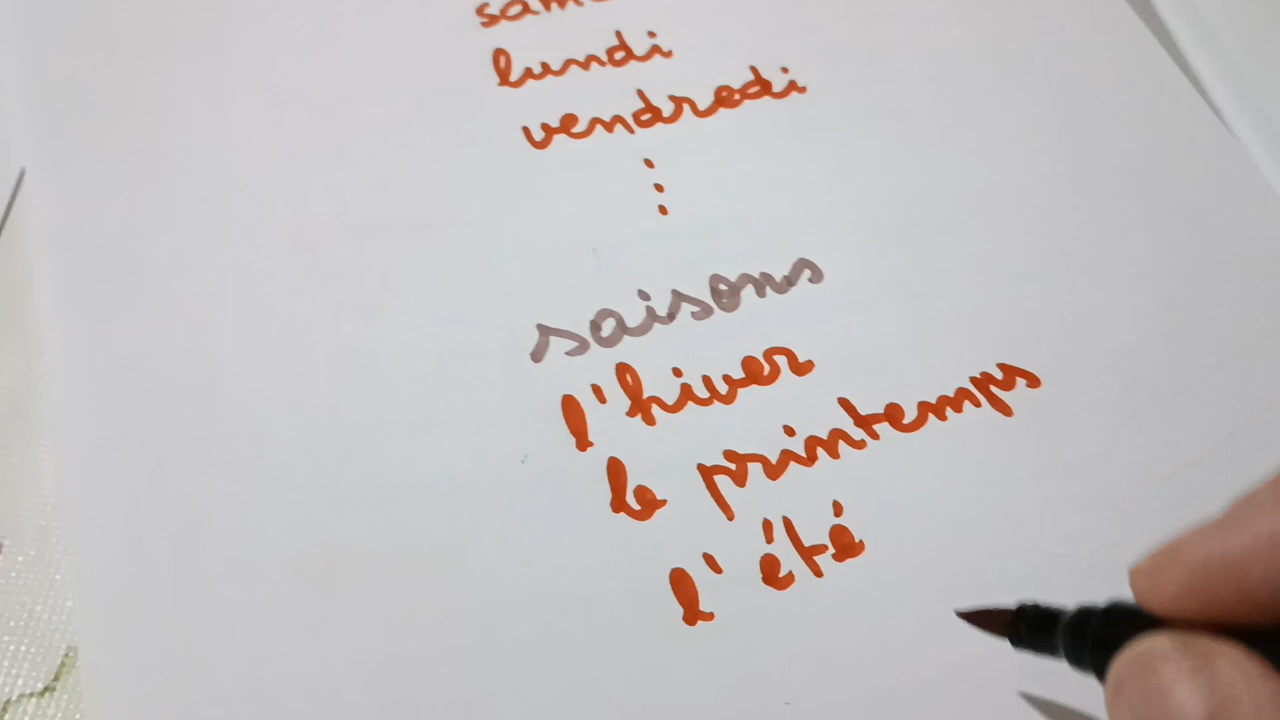 lundi
vendredi
⋮
saisons
l'hiver
le printemps
l'été